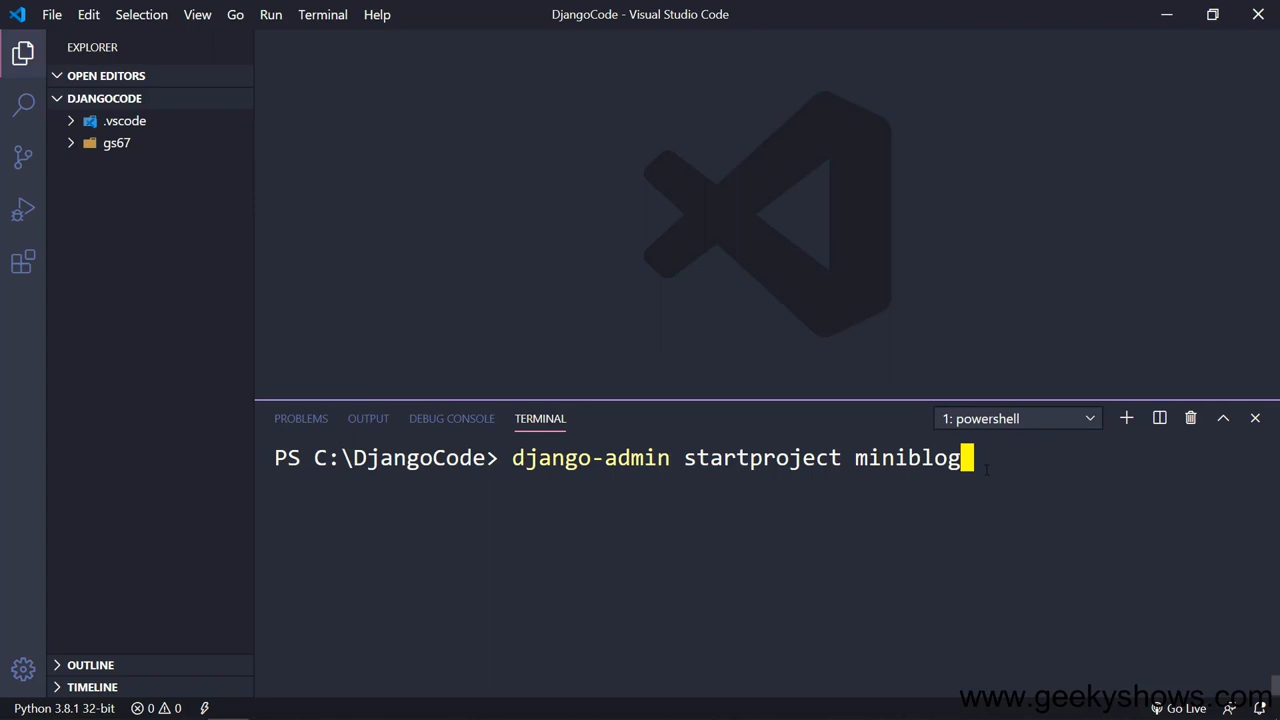 File Edit Selection View Go Run Terminal Help
DjangoCode - Visual Studio Code
EXPLORER
OPEN EDITORS
DJANGOCODE
.vscode
gs67
PROBLEMS OUTPUT DEBUG CONSOLE TERMINAL
1: powershell
PS C:\DjangoCode> django-admin startproject miniblog
OUTLINE
TIMELINE
www.geekyshows.com
Python 3.8.1 32-bit 0 0 Go Live